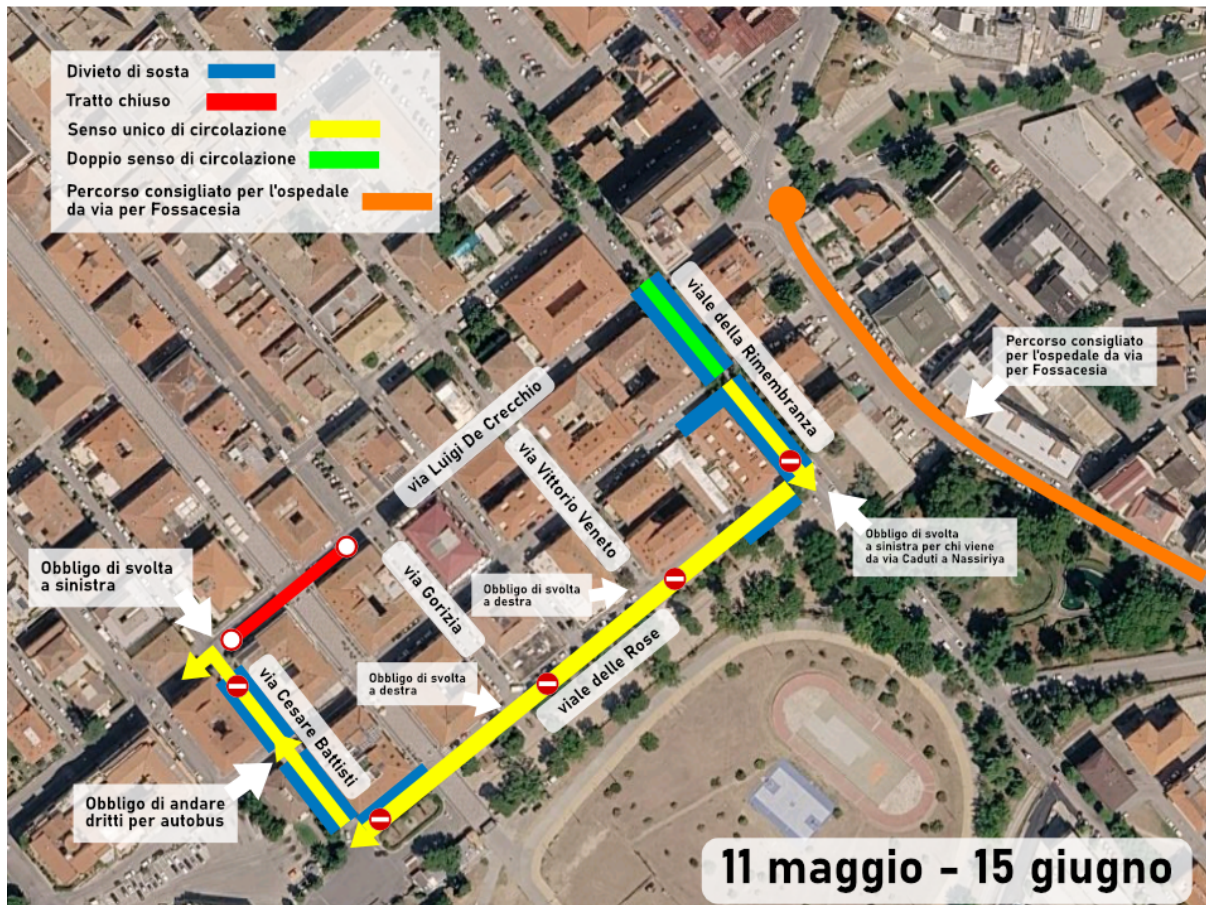 Divieto di sosta
Tratto chiuso
Senso unico di circolazione
Doppio senso di circolazione
Percorso consigliato per l'ospedale
da via per Fossacesia
viale della Rimembranza
Percorso consigliato
per l'ospedale da via
per Fossacesia
via Luigi De Crecchio
via Vittorio Veneto
Obbligo di svolta
a sinistra per chi viene
da via Caduti a Nassiriya
Obbligo di svolta
a sinistra
via Gorizia
Obbligo di svolta
a destra
viale delle Rose
Obbligo di svolta
a destra
via Cesare Battisti
Obbligo di andare
dritti per autobus
11 maggio - 15 giugno